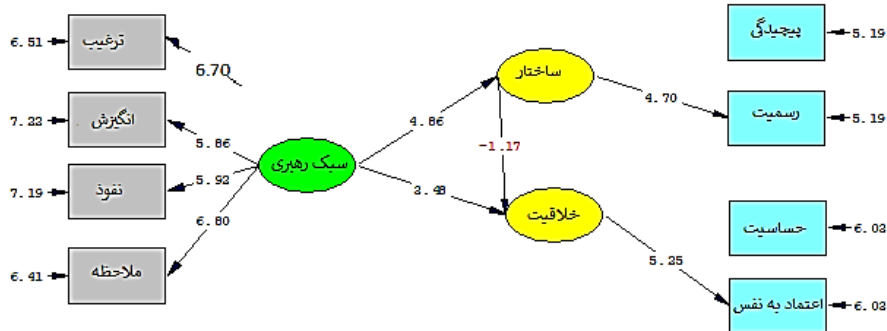 ترغیب
6.51
6.70
انگیزش
7.22
5.86
نفوذ
7.19
5.92
ملاحظه
6.41
6.80
سبک رهبری
4.86
3.48
ساختار
-1.17
خلاقیت
4.70
5.25
پیچیدگی
5.19
رسمیت
5.19
حساسیت
6.03
اعتماد به نفس
6.03